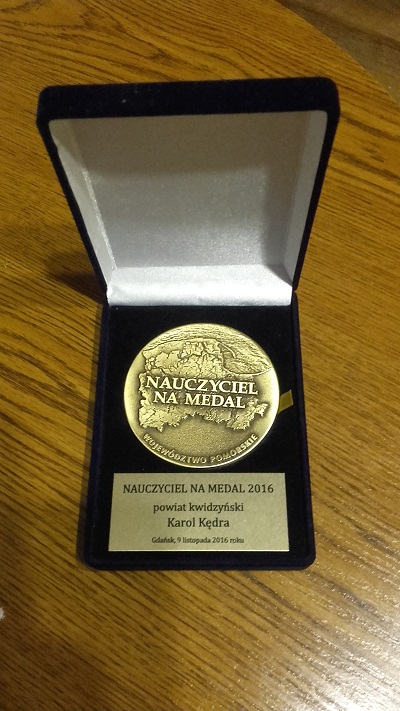 NAUCZYCIEL
NA MEDAL
WOJEWÓDZTWO POMORSKIE
NAUCZYCIEL NA MEDAL 2016
powiat kwidzyński
Karol Kędra
Gdańsk, 9 listopada 2016 roku